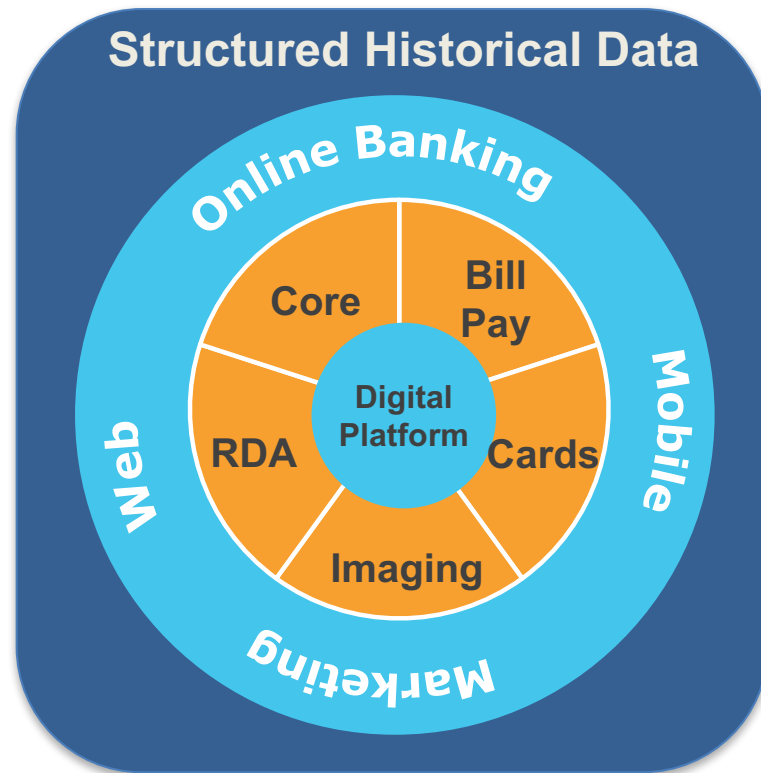 Structured Historical Data
Online Banking
Core
Bill
Pay
Digital
Platform
RDA
Cards
Imaging
Web
Mobile
Marketing